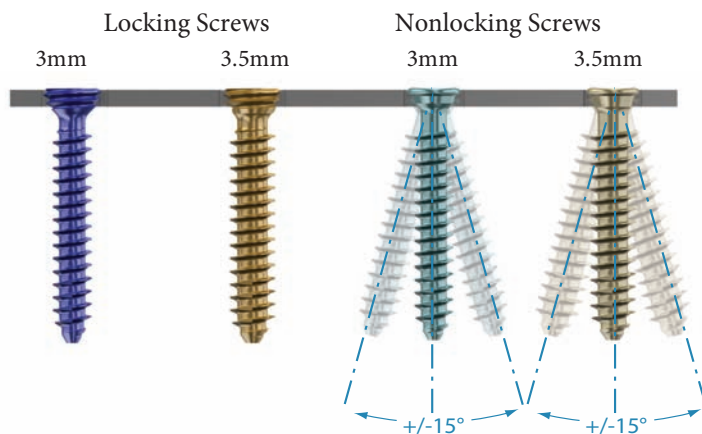 Locking Screws
Nonlocking Screws
3mm
3.5mm
3mm
3.5mm
+/-15°
+/-15°